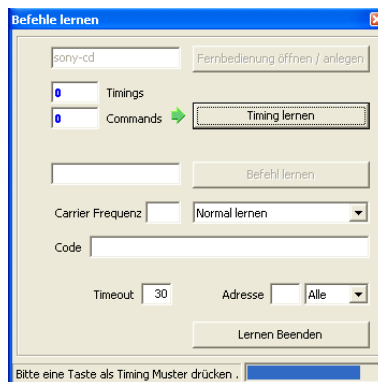 Befehle lernen
sony-cd Fernbedienung öffnen / anlegen
0 Timings
0 Commands Timing lernen
Befehl lernen
Carrier Frequenz Normal lernen
Code
Timeout 30 Adresse Alle
Lernen Beenden
Bitte eine Taste als Timing Muster drücken .